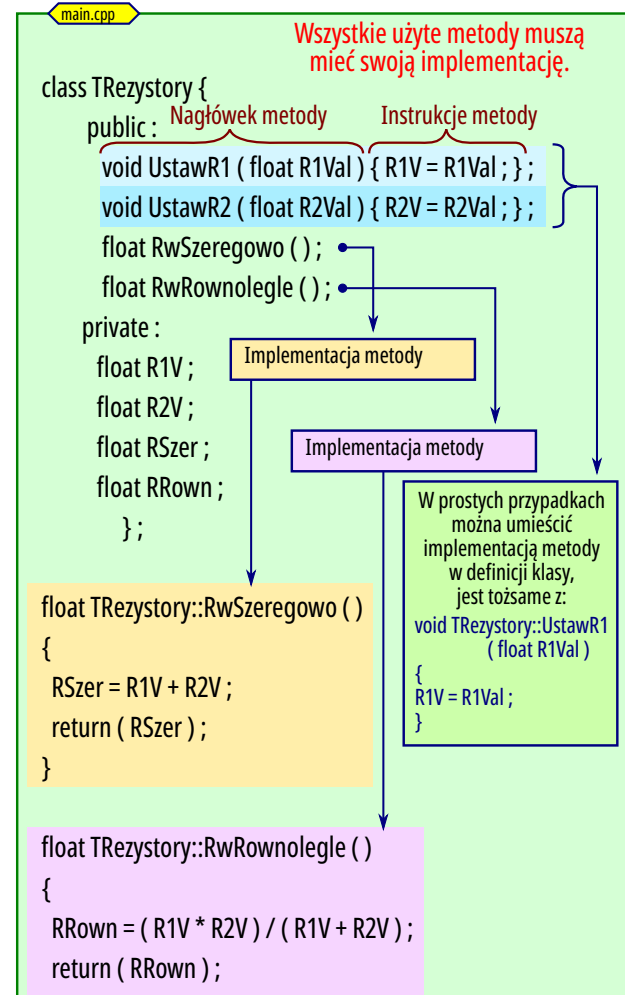 main.cpp
Wszystkie użyte metody muszą
mieć swoją implementację.
class TRezystory {
public :
Nagłówek metody
Instrukcje metody
void UstawR1 ( float R1Val ) { R1V = R1Val ; } ;
void UstawR2 ( float R2Val ) { R2V = R2Val ; } ;
float RwSzeregowo ( ) ;
float RwRownolegle ( ) ;
private :
Implementacja metody
float R1V ;
float R2V ;
float RSzer ;
Implementacja metody
float RRown ;
} ;
W prostych przypadkach
można umieścić
implementacją metody
w definicji klasy,
jest tożsame z:
void TRezystory::UstawR1
( float R1Val )
{
R1V = R1Val ;
}
float TRezystory::RwSzeregowo ( )
{
RSzer = R1V + R2V ;
return ( RSzer ) ;
}
float TRezystory::RwRownolegle ( )
{
RRown = ( R1V * R2V ) / ( R1V + R2V ) ;
return ( RRown ) ;